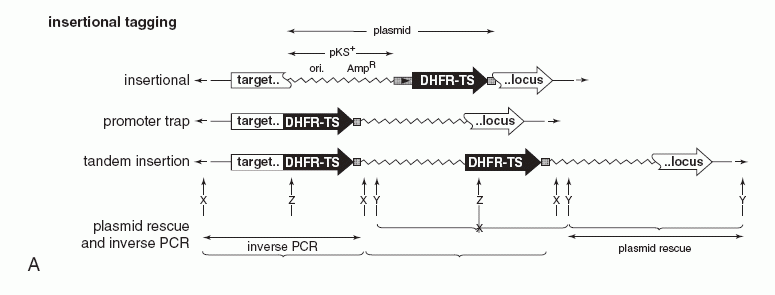 insertional tagging
plasmid
pKS+
ori. AmpR
insertional target.. DHFR-TS ..locus
promoter trap target.. DHFR-TS ..locus
tandem insertion target.. DHFR-TS DHFR-TS ..locus
X Z X Y Z X Y Y
plasmid rescue
X
and inverse PCR
inverse PCR
plasmid rescue
A